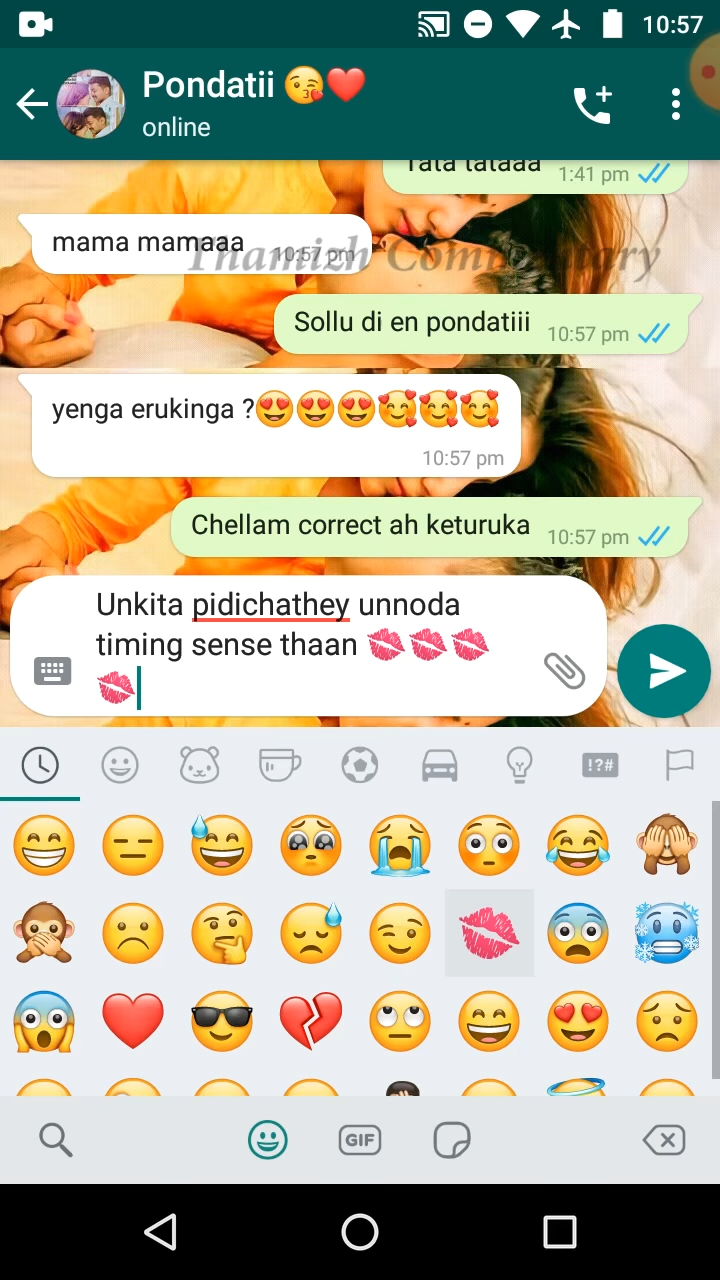 10:57
Pondatii 😘❤️
online
Tata tataaa 1:41 pm
mama mamaaa 10:57 pm
Thamizh Commentary
Sollu di en pondatiii 10:57 pm
yenga erukinga ?😍😍😍🥰🥰🥰
10:57 pm
Chellam correct ah keturuka 10:57 pm
Unkita pidichathey unnoda
timing sense thaan 💋💋💋
💋
!?#
GIF